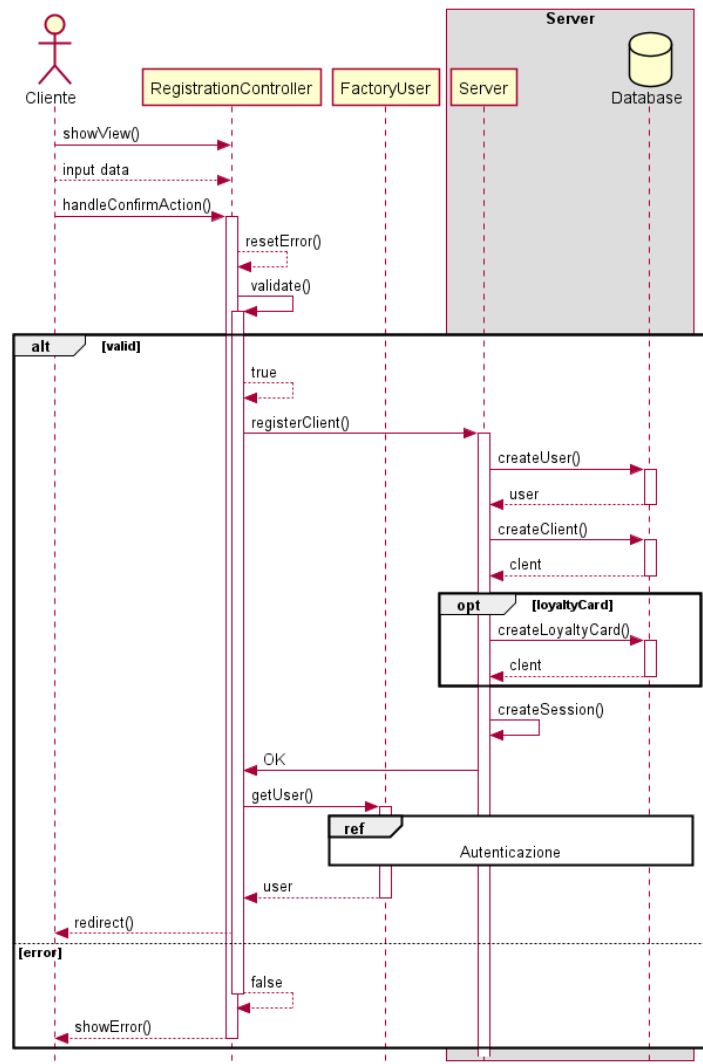 Server
Cliente
RegistrationController
FactoryUser
Server
Database
showView()
input data
handleConfirmAction()
resetError()
validate()
alt [valid]
true
registerClient()
createUser()
user
createClient()
clent
opt [loyaltyCard]
createLoyaltyCard()
clent
createSession()
OK
getUser()
ref
Autenticazione
user
redirect()
[error]
false
showError()